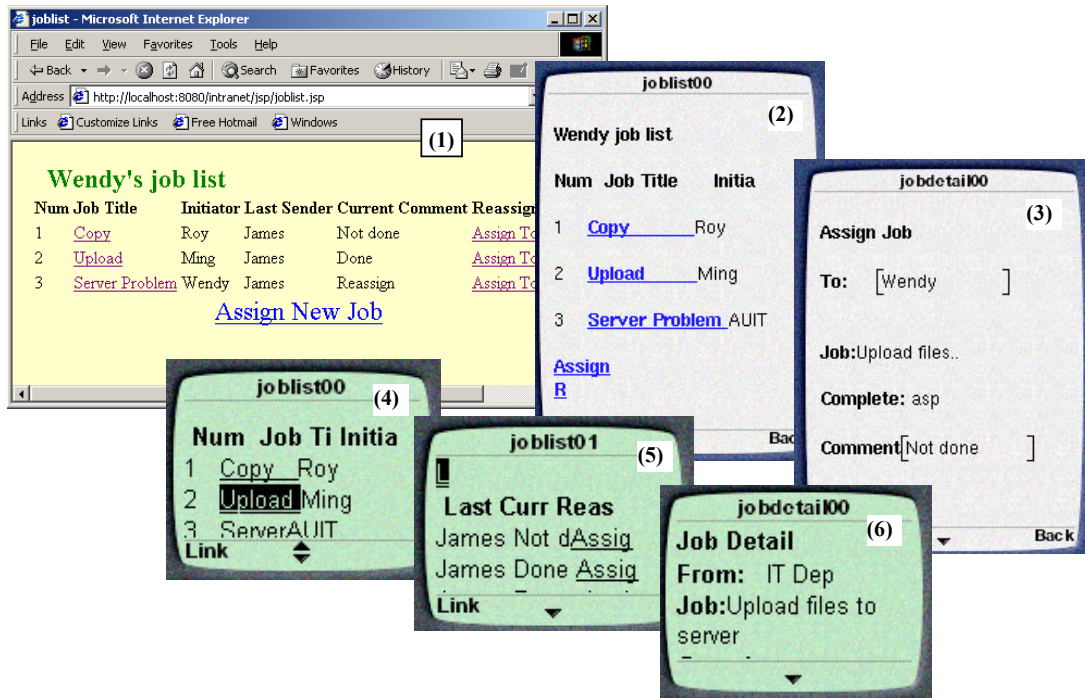 joblist - Microsoft Internet Explorer
File Edit View Favorites Tools Help
Back Search Favorites History
Address http://localhost:8080/intranet/jsp/joblist.jsp
Links Customize Links Free Hotmail Windows
(1)
Wendy's job list
Num Job Title Initiator Last Sender Current Comment Reassign
1 Copy Roy James Not done Assign To
2 Upload Ming James Done Assign To
3 Server Problem Wendy James Reassign Assign To
Assign New Job
joblist00
(2)
Wendy job list
Num Job Title Initia
1 Copy Roy
2 Upload Ming
3 Server Problem AUIT
Assign
R
Bac
jobdetail00
(3)
Assign Job
To: [Wendy ]
Job:Upload files..
Complete: asp
Comment[Not done ]
Back
joblist00
(4)
Num Job Ti Initia
1 Copy Roy
2 Upload Ming
3 ServerAUIT
Link
joblist01
(5)
L
Last Curr Reas
James Not dAssig
James Done Assig
Link
jobdetail00
(6)
Job Detail
From: IT Dep
Job:Upload files to
server